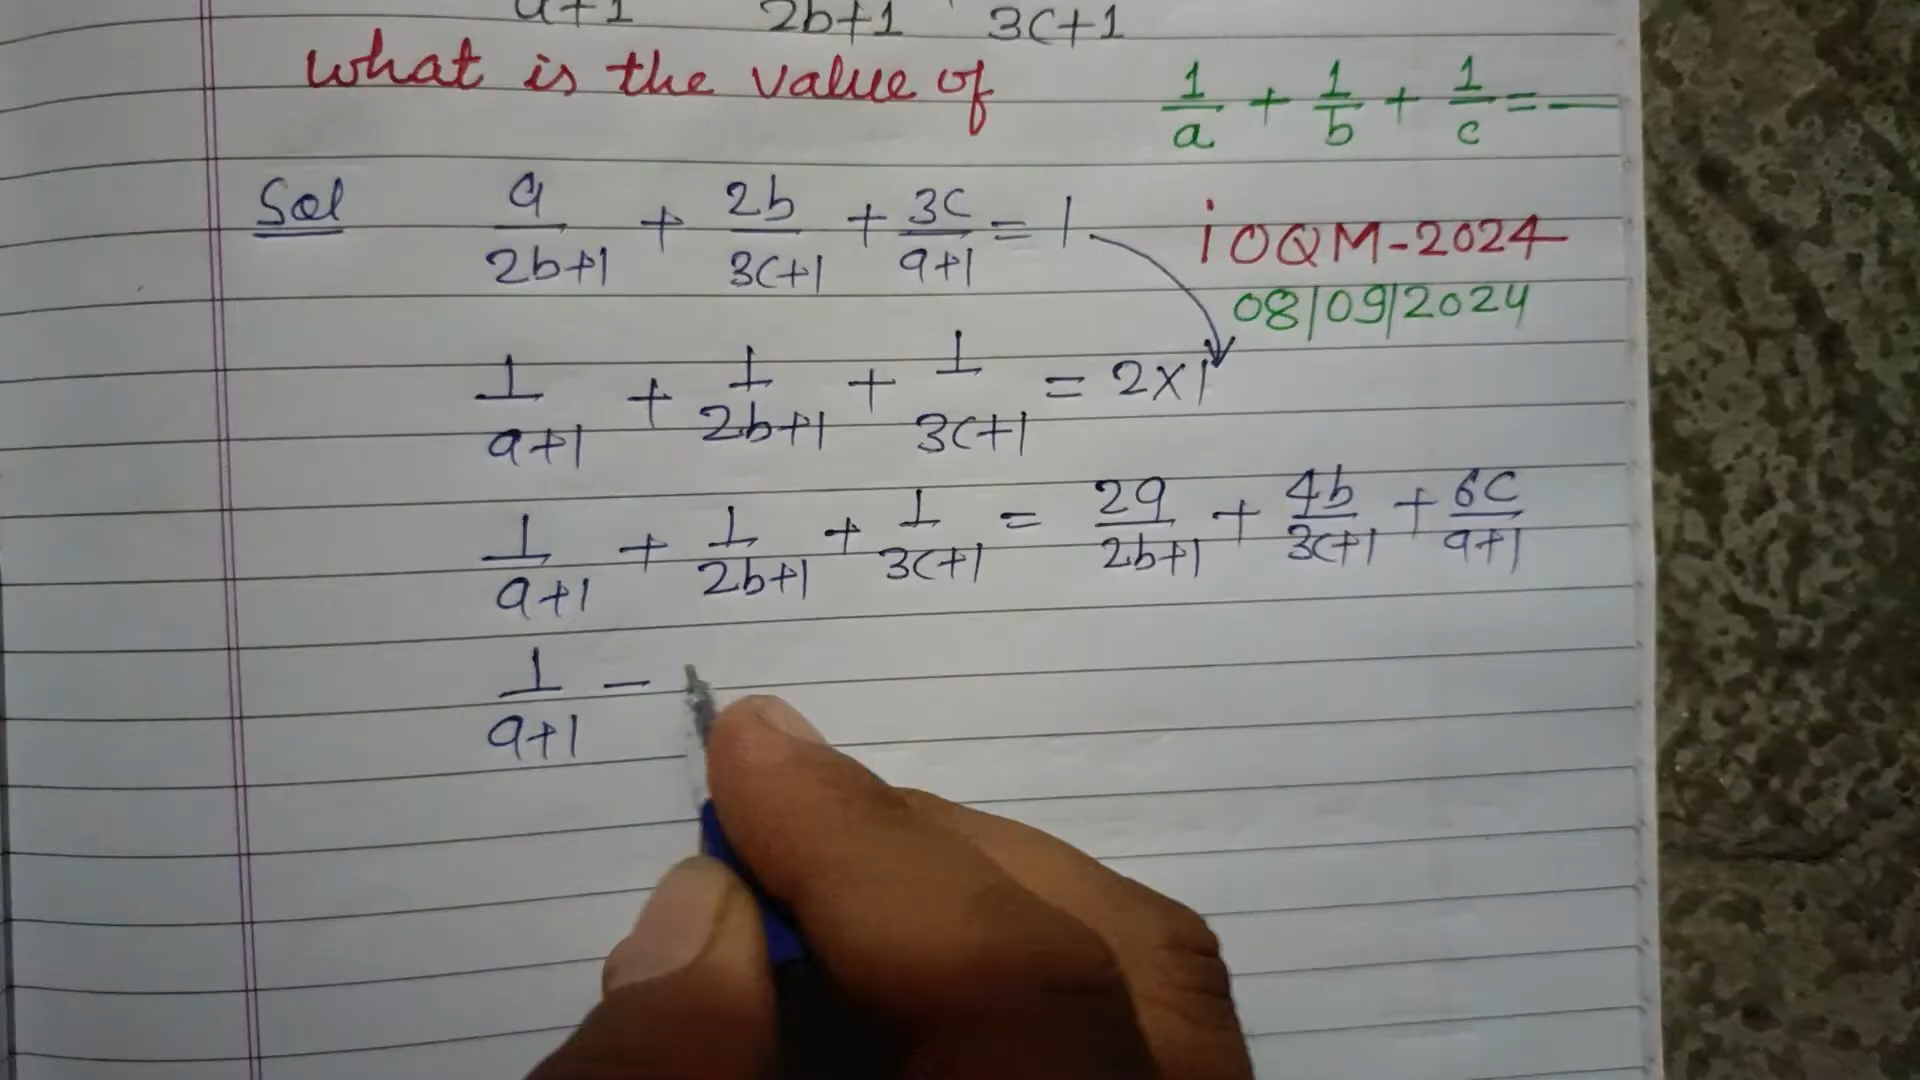 a+1 2b+1 3c+1
What is the value of 1/a + 1/b + 1/c = —
Sol a/2b+1 + 2b/3c+1 + 3c/a+1 = 1
iOQM-2024
08/09/2024
1/a+1 + 1/2b+1 + 1/3c+1 = 2×1
1/a+1 + 1/2b+1 + 1/3c+1 = 2a/2b+1 + 4b/3c+1 + 6c/a+1
1/a+1 −